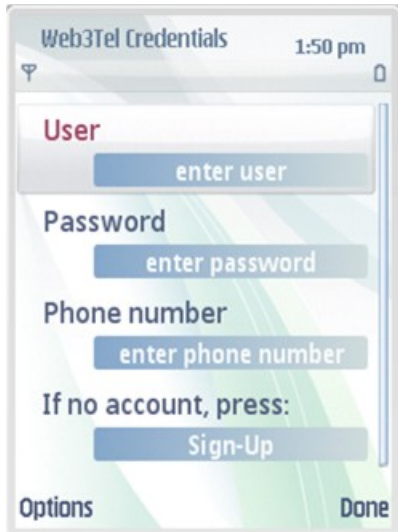 Web3Tel Credentials
1:50 pm
User
enter user
Password
enter password
Phone number
enter phone number
If no account, press:
Sign-Up
Options Done